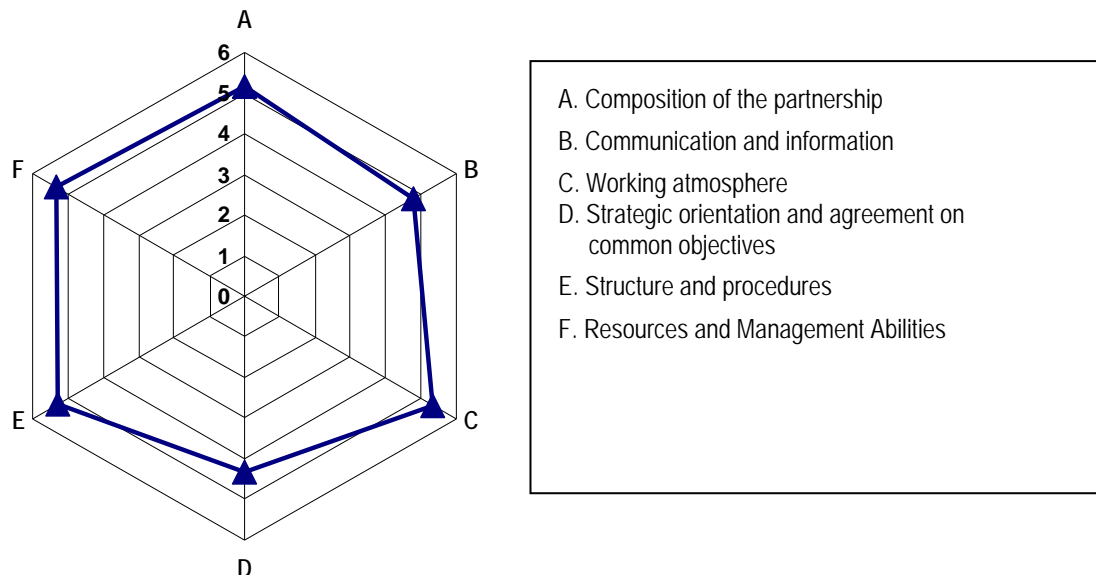 A
6
5
4
3
2
1
0
B
C
D
E
F
A. Composition of the partnership
B. Communication and information
C. Working atmosphere
D. Strategic orientation and agreement on
common objectives
E. Structure and procedures
F. Resources and Management Abilities